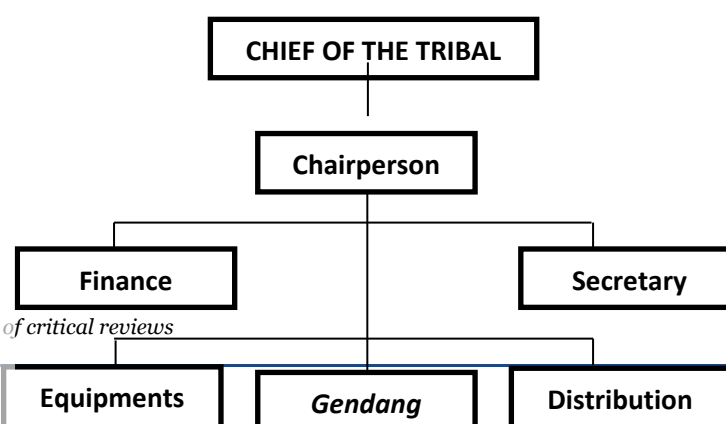 CHIEF OF THE TRIBAL
Chairperson
Finance
Secretary
of critical reviews
Equipments
Gendang
Distribution